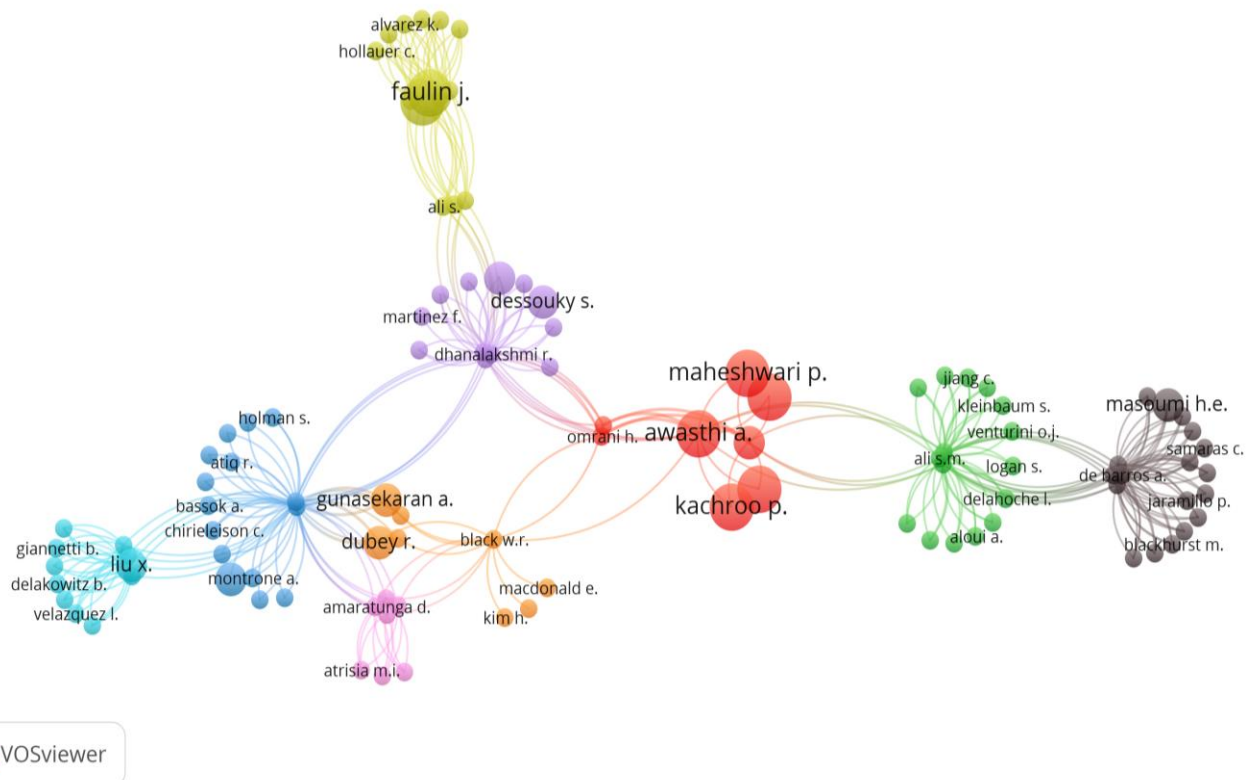 alvarez k.
hollauer c.
faulin j.
ali s.
dessouky s.
martinez f.
dhanalakshmi r.
maheshwari p.
omrani h.
awasthi a.
kachroo p.
jiang c.
kleinbaum s.
venturini o.j.
ali s.m.
logan s.
delahoche l.
aloui a.
masoumi h.e.
samaras c.
de barros a.
jaramillo p.
blackhurst m.
holman s.
atiq r.
bassok a.
gunasekaran a.
chirieleison c.
dubey r.
black w.r.
giannetti b.
liu x.
delakowitz b.
montrone a.
macdonald e.
velazquez l.
amaratunga d.
kim h.
atrisia m.i.
VOSviewer